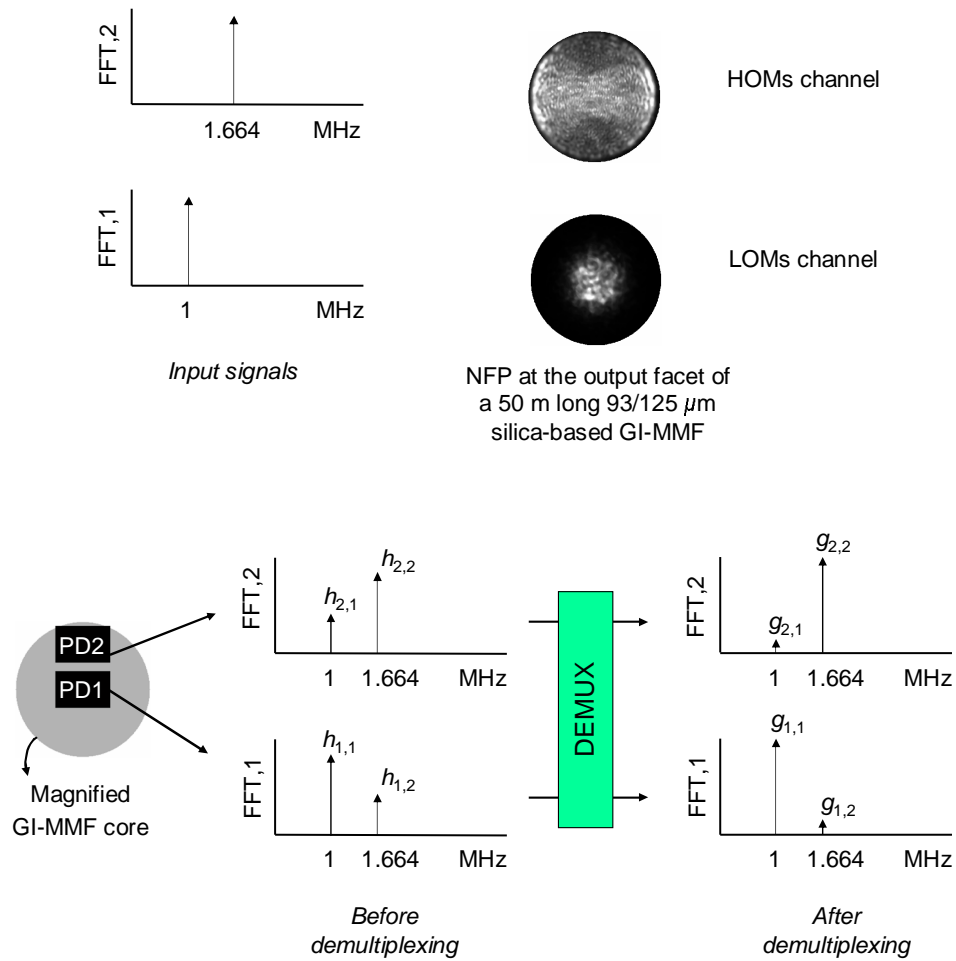 FFT,2
1.664 MHz
HOMs channel
FFT,1
1 MHz
LOMs channel
Input signals
NFP at the output facet of
a 50 m long 93/125 µm
silica-based GI-MMF
PD2
PD1
Magnified
GI-MMF core
FFT,2
h2,1
h2,2
1 1.664 MHz
FFT,1
h1,1
h1,2
1 1.664 MHz
Before
demultiplexing
DEMUX
FFT,2
g2,1
g2,2
1 1.664 MHz
FFT,1
g1,1
g1,2
1 1.664 MHz
After
demultiplexing